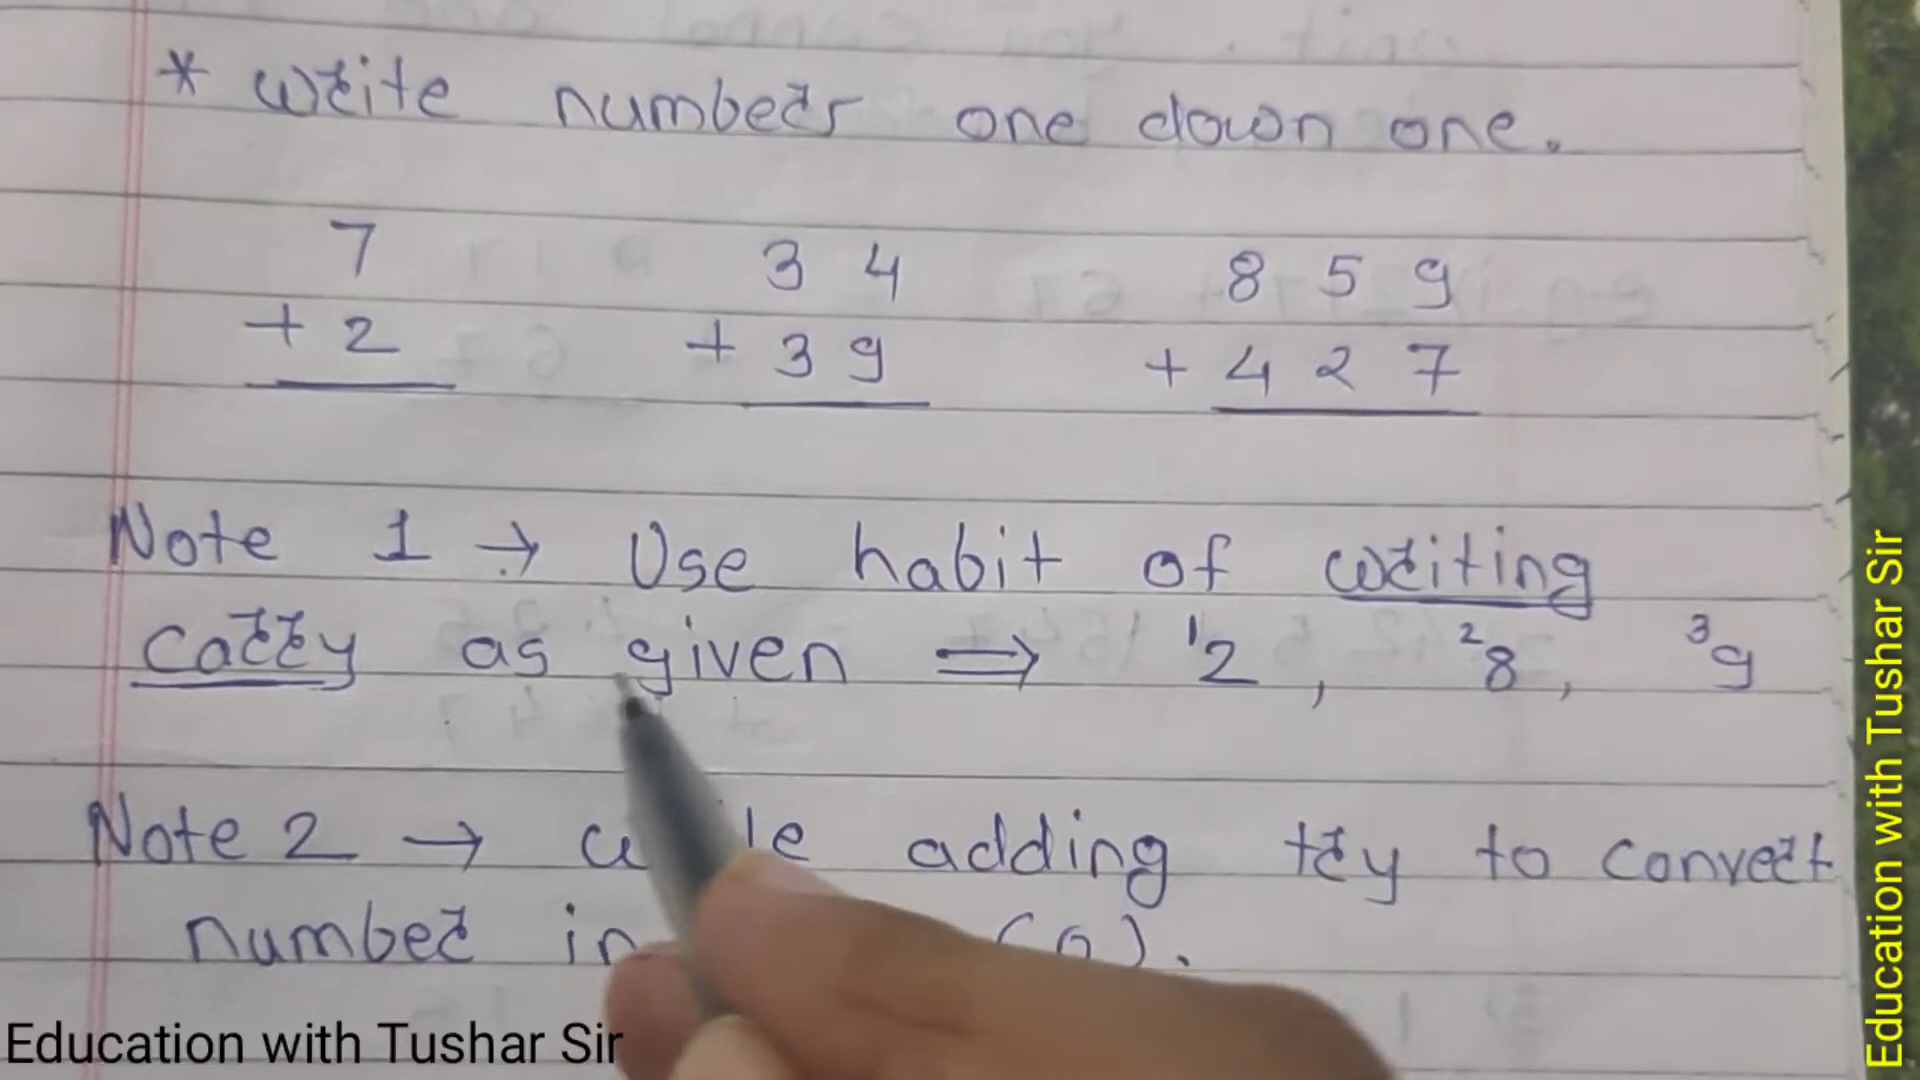 * Write numbers one down one.
7 3 4 8 5 9
+ 2 + 3 9 + 4 2 7
Note 1 → Use habit of writing
carry as given ⇒ ¹2, ²8, ³9
Note 2 → adding try to convert
number (0).
Education with Tushar Sir
Education with Tushar Sir